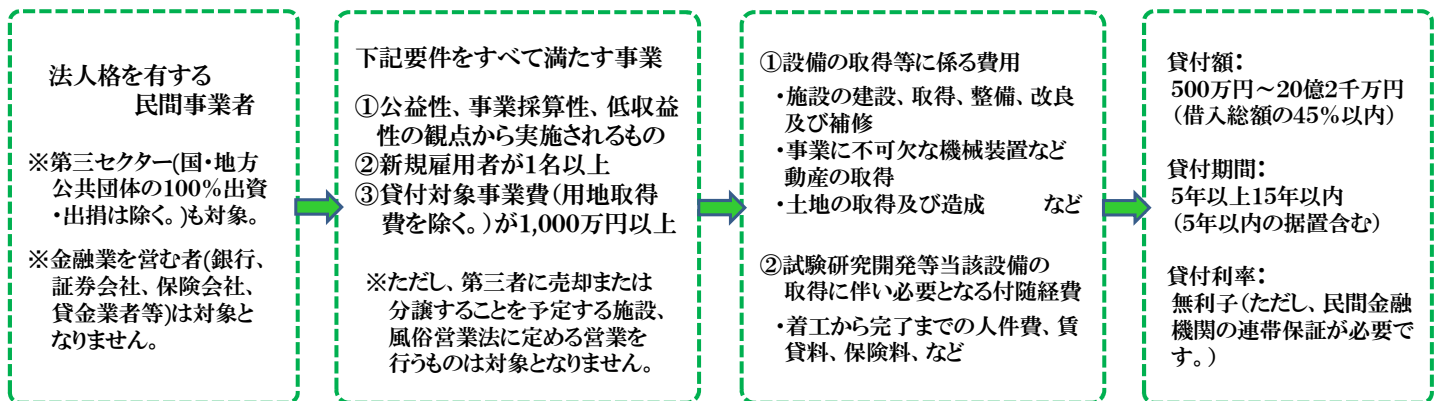 法人格を有する
民間事業者
※第三セクター(国・地方
公共団体の100％出資
・出捐は除く。)も対象。
※金融業を営む者(銀行、
証券会社、保険会社、
貸金業者等)は対象と
なりません。
下記要件をすべて満たす事業
①公益性、事業採算性、低収益
性の観点から実施されるもの
②新規雇用者が1名以上
③貸付対象事業費（用地取得
費を除く。）が1,000万円以上
※ただし、第三者に売却または
分譲することを予定する施設、
風俗営業法に定める営業を
行うものは対象となりません。
①設備の取得等に係る費用
・施設の建設、取得、整備、改良
及び補修
・事業に不可欠な機械装置など
動産の取得
・土地の取得及び造成　など
②試験研究開発等当該設備の
取得に伴い必要となる付随経費
・着工から完了までの人件費、賃
貸料、保険料、など
貸付額：
500万円～20億2千万円
（借入総額の45％以内）
貸付期間：
5年以上15年以内
（5年以内の据置含む）
貸付利率：
無利子（ただし、民間金融
機関の連帯保証が必要で
す。）